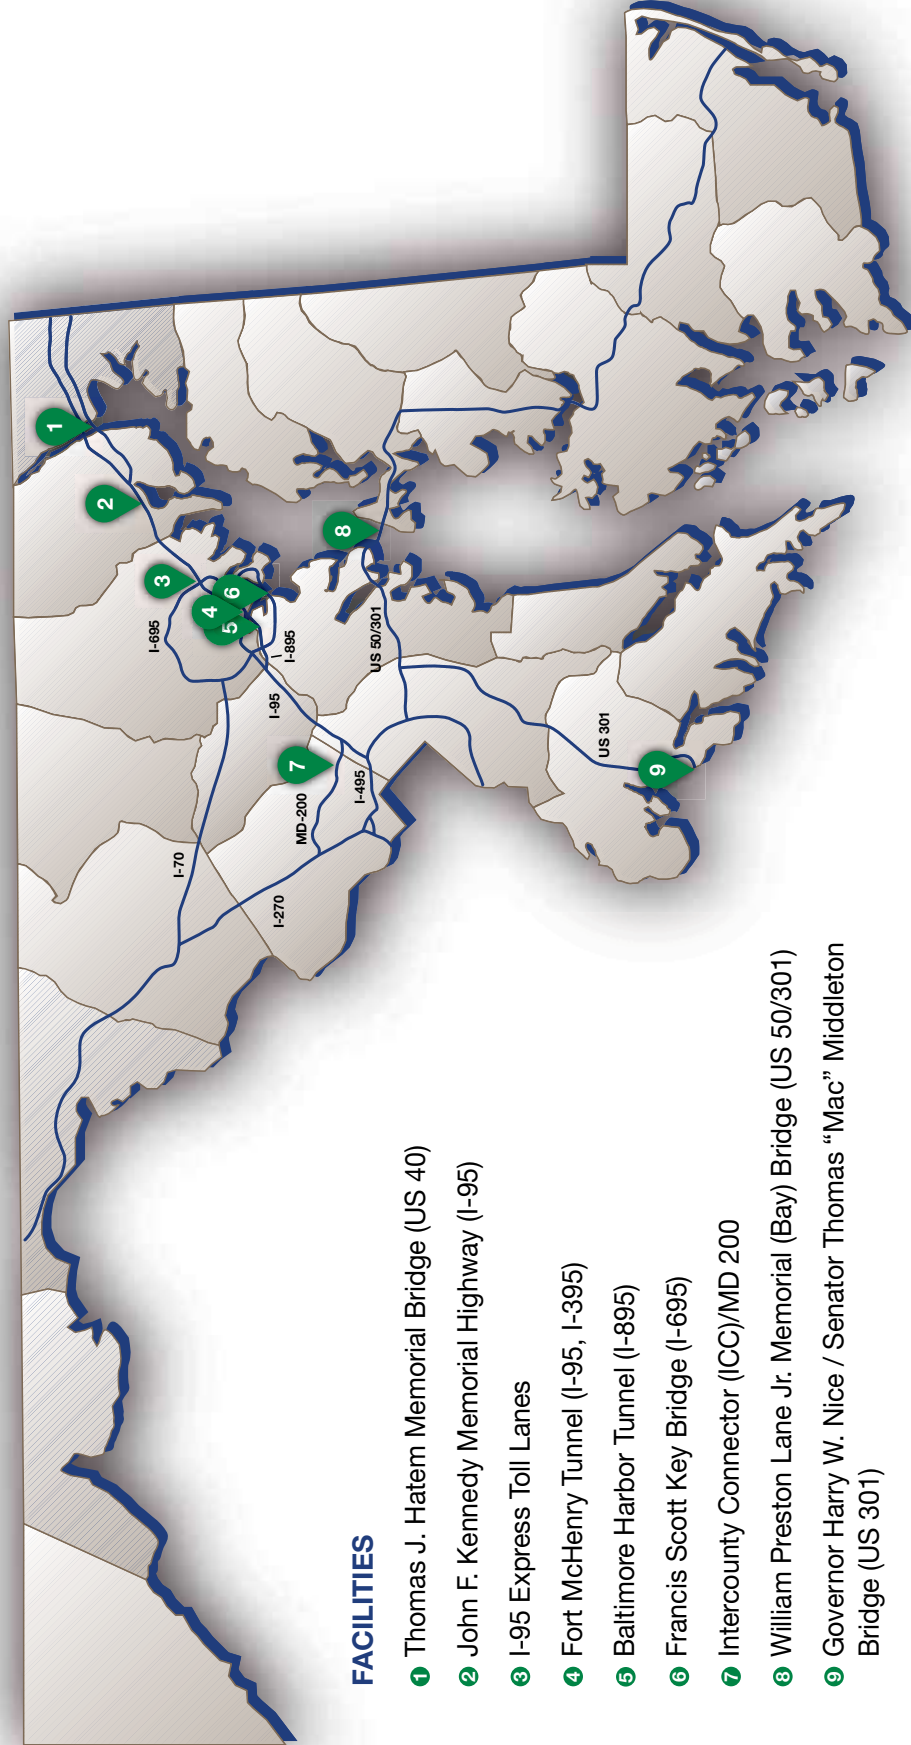 FACILITIES
1 Thomas J. Hatem Memorial Bridge (US 40)
2 John F. Kennedy Memorial Highway (I-95)
3 I-95 Express Toll Lanes
4 Fort McHenry Tunnel (I-95, I-395)
5 Baltimore Harbor Tunnel (I-895)
6 Francis Scott Key Bridge (I-695)
7 Intercounty Connector (ICC)/MD 200
8 William Preston Lane Jr. Memorial (Bay) Bridge (US 50/301)
9 Governor Harry W. Nice / Senator Thomas “Mac” Middleton
Bridge (US 301)
I-70
I-270
MD-200
I-495
I-95
I-695
I-895
US 50/301
US 301
1
2
3
4
5
6
7
8
9